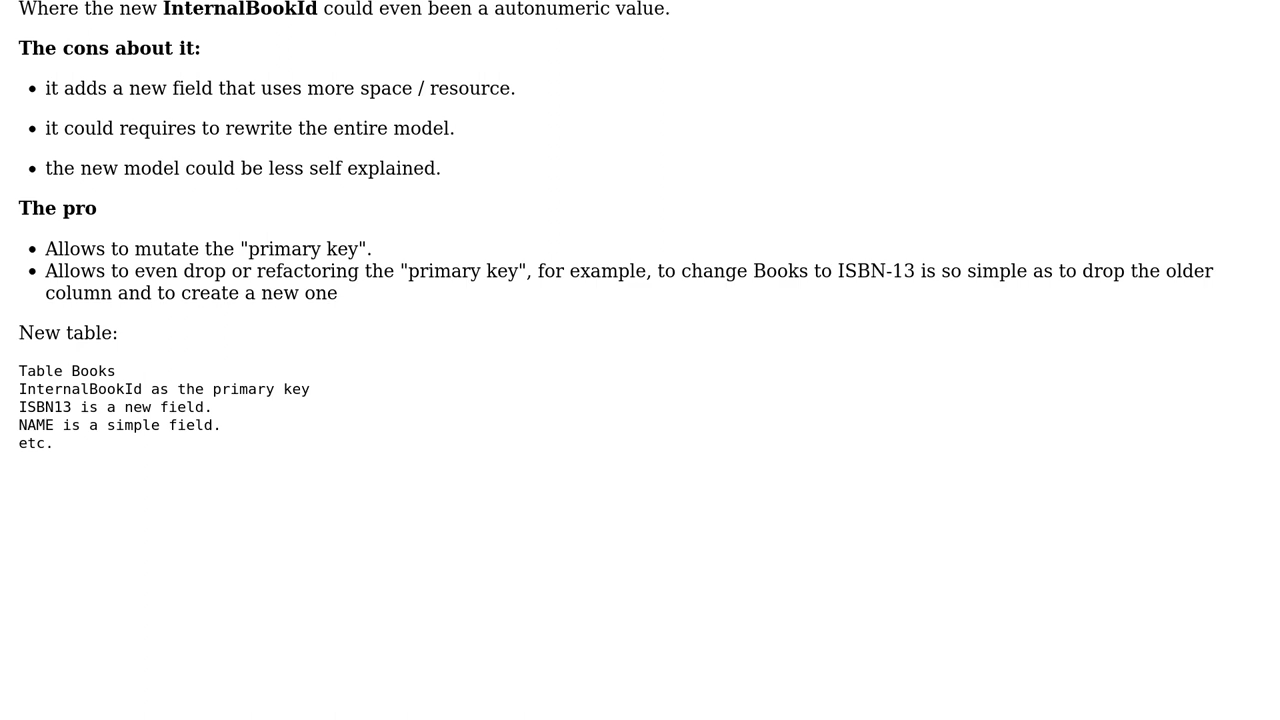 Where the new InternalBookId could even been a autonumeric value.
The cons about it:
• it adds a new field that uses more space / resource.
• it could requires to rewrite the entire model.
• the new model could be less self explained.
The pro
• Allows to mutate the "primary key".
• Allows to even drop or refactoring the "primary key", for example, to change Books to ISBN-13 is so simple as to drop the older
column and to create a new one
New table:
Table Books
InternalBookId as the primary key
ISBN13 is a new field.
NAME is a simple field.
etc.